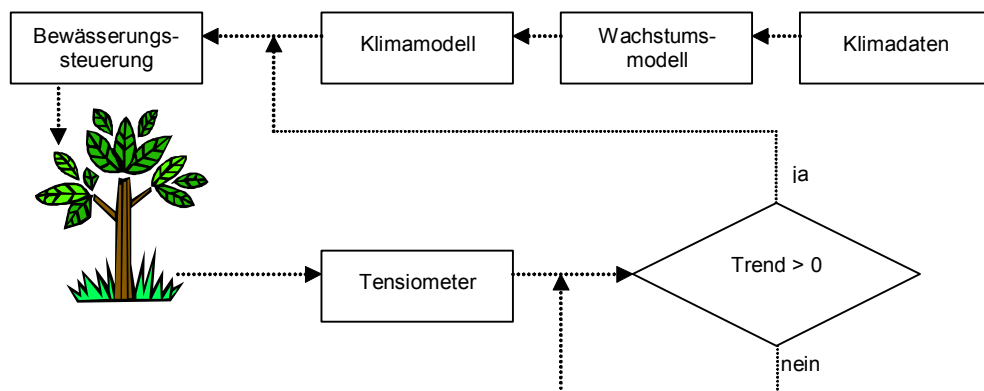 Bewässerungs-
steuerung
Klimamodell
Wachstums-
modell
Klimadaten
ja
Trend > 0
Tensiometer
nein